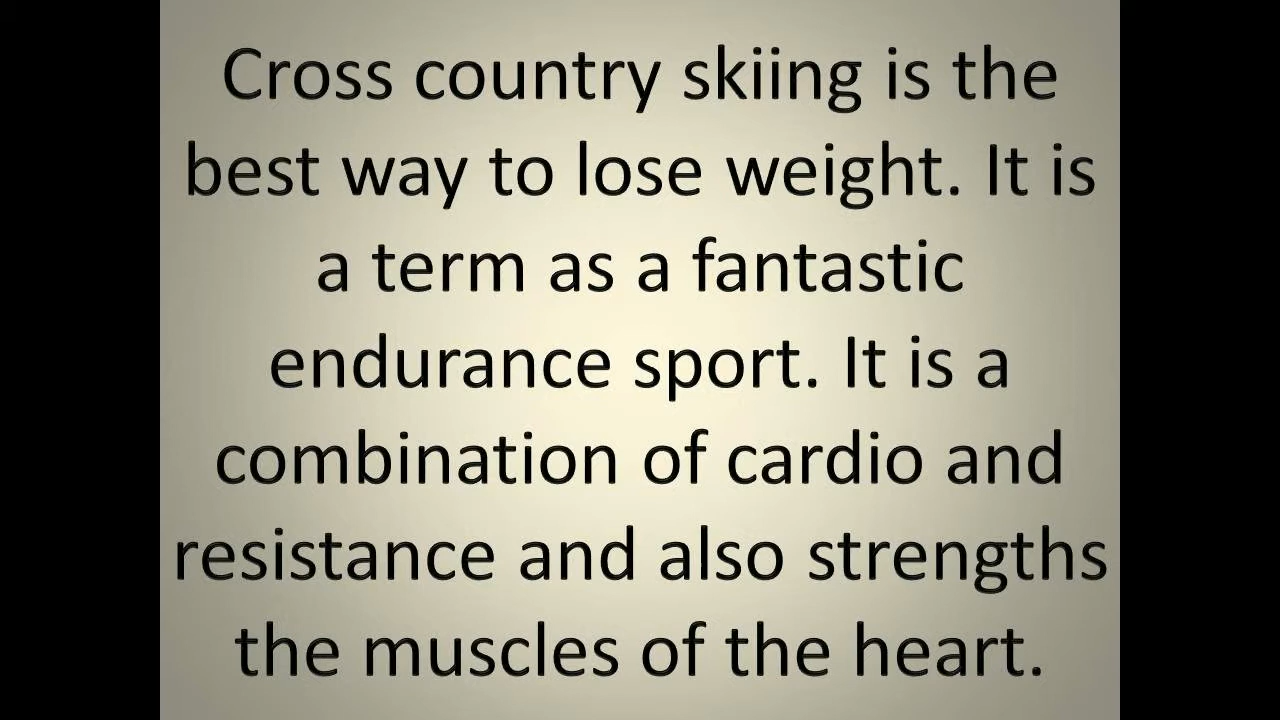 Cross country skiing is the
best way to lose weight. It is
a term as a fantastic
endurance sport. It is a
combination of cardio and
resistance and also strengths
the muscles of the heart.